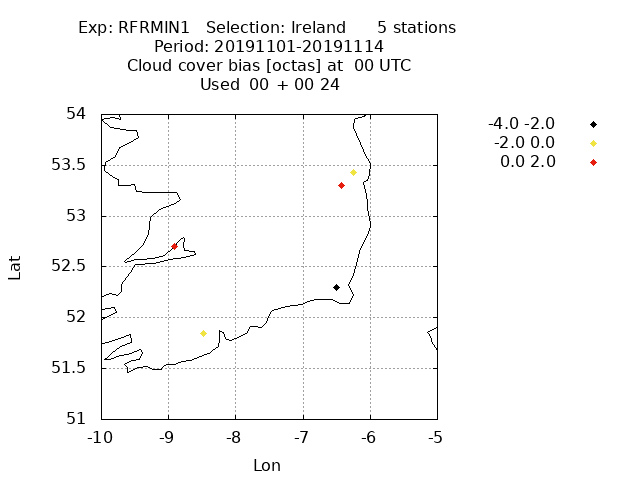 Exp: RFRMIN1 Selection: Ireland 5 stations
Period: 20191101-20191114
Cloud cover bias [octas] at 00 UTC
Used 00 + 00 24
-4.0 -2.0
-2.0 0.0
0.0 2.0
54
53.5
53
52.5
52
51.5
51
Lat
-10 -9 -8 -7 -6 -5
Lon